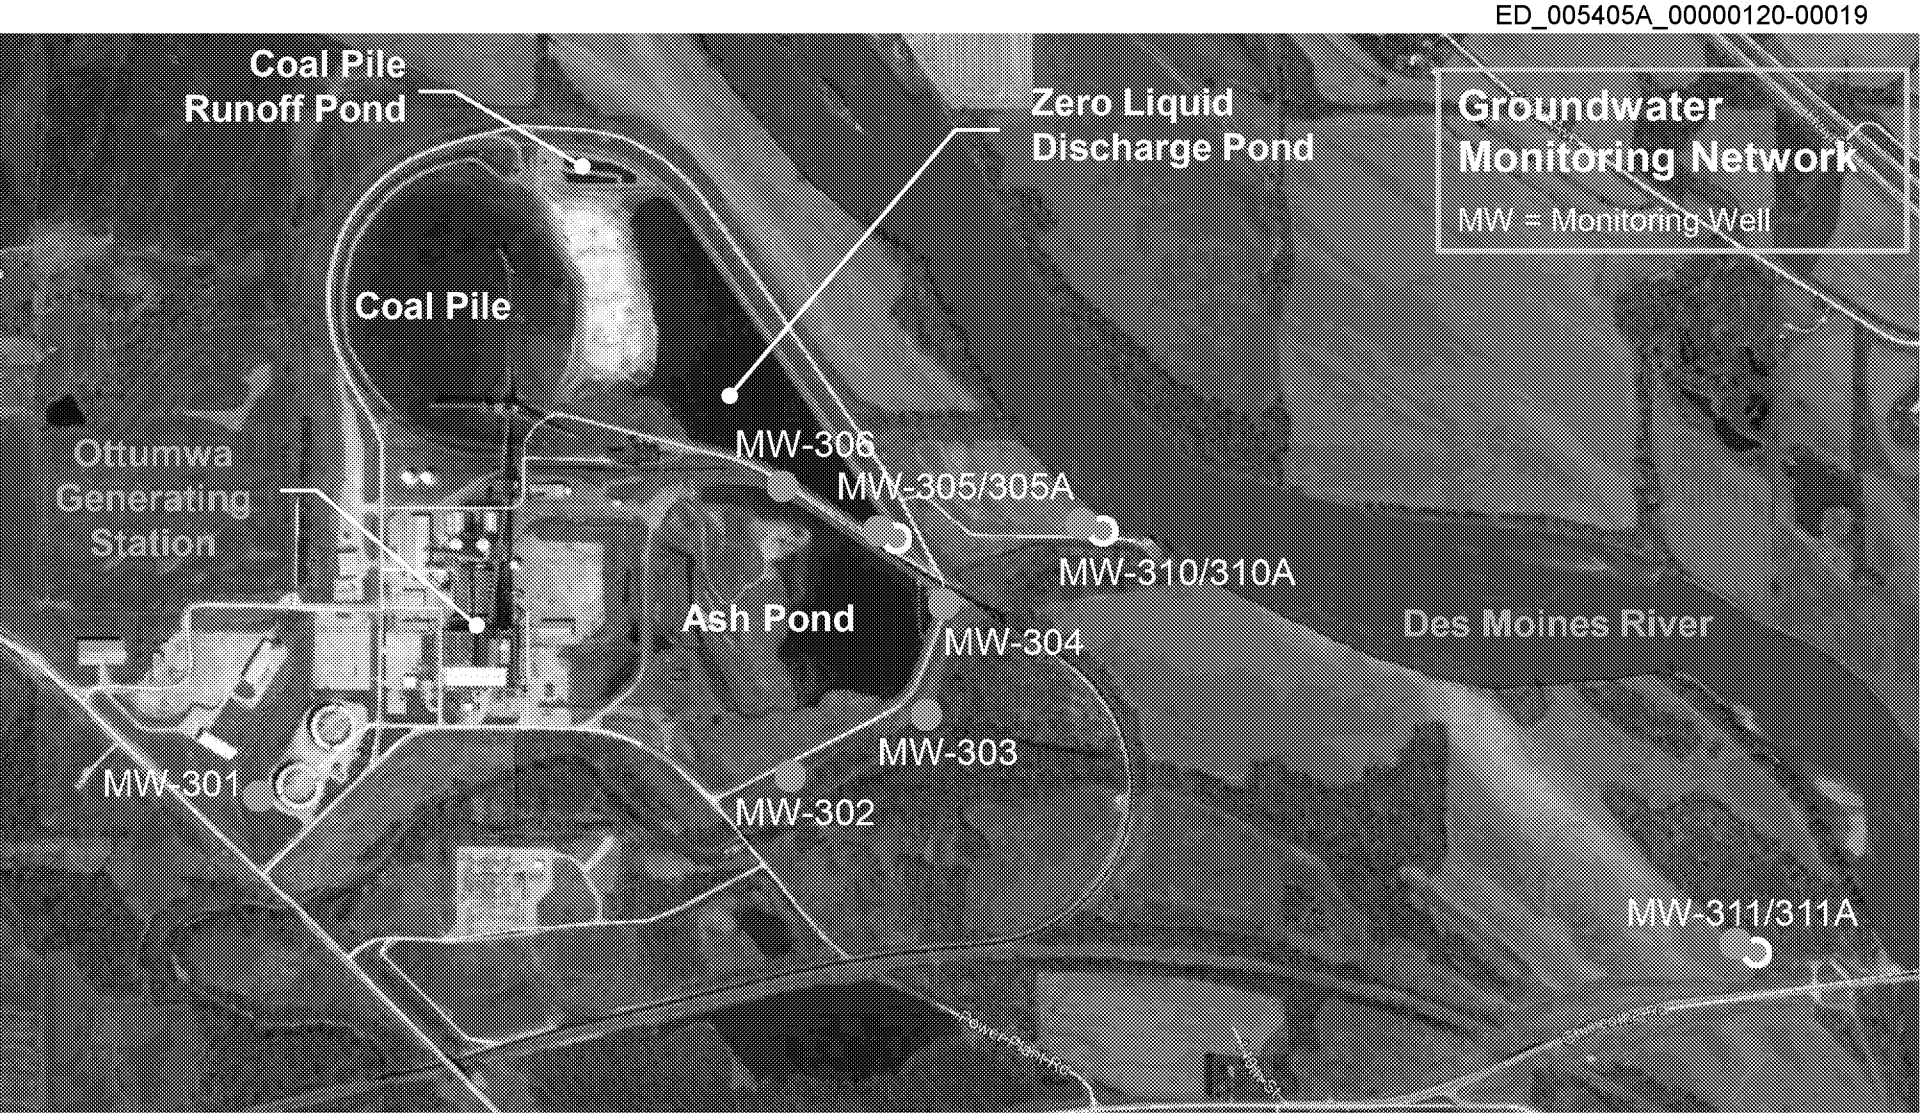 ED_005405A_00000120-00019
Coal Pile
Runoff Pond
Zero Liquid
Discharge Pond
Groundwater
Monitoring Network
MW = Monitoring Well
Coal Pile
Ottumwa
Generating
Station
MW-306
MW-305/305A
MW-310/310A
Ash Pond
Des Moines River
MW-304
MW-303
MW-301
MW-302
MW-311/311A